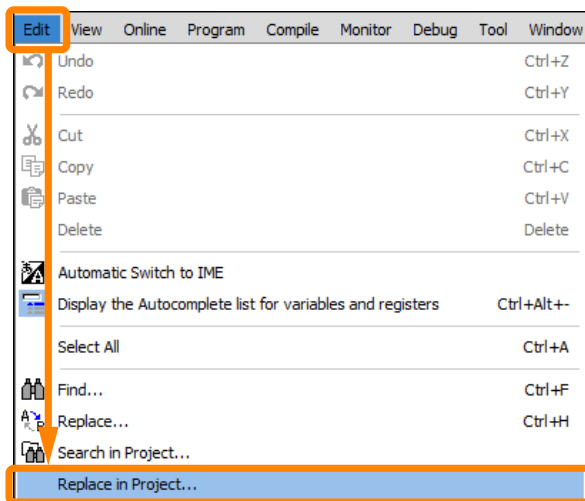 Edit View Online Program Compile Monitor Debug Tool Window
Undo Ctrl+Z
Redo Ctrl+Y
Cut Ctrl+X
Copy Ctrl+C
Paste Ctrl+V
Delete Delete
Automatic Switch to IME
Display the Autocomplete list for variables and registers Ctrl+Alt+-
Select All Ctrl+A
Find... Ctrl+F
Replace... Ctrl+H
Search in Project...
Replace in Project...